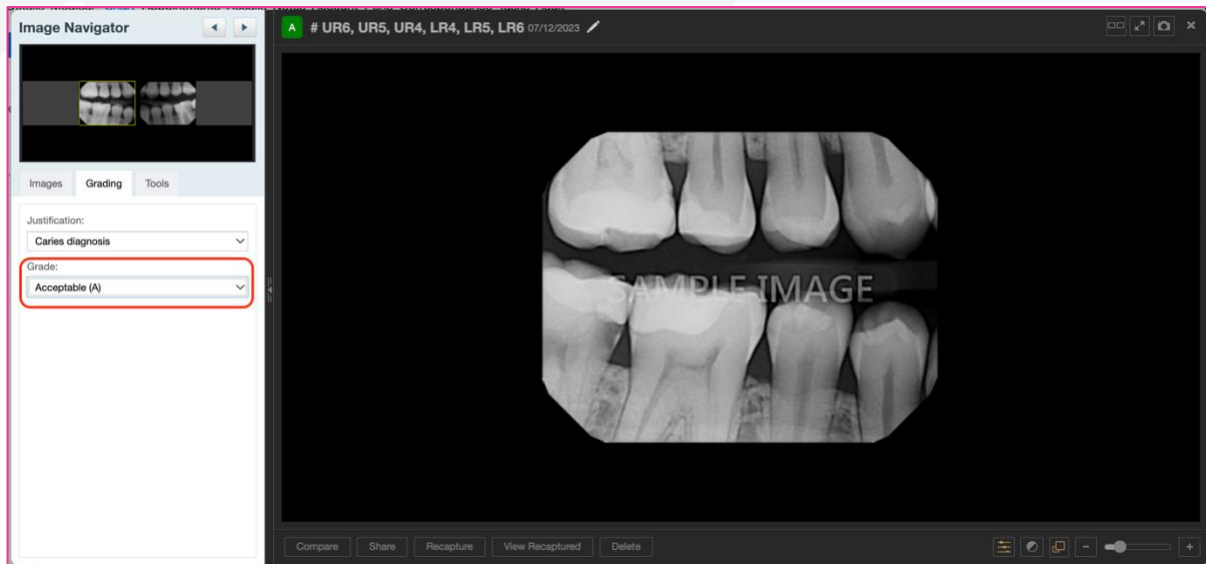 Image Navigator
A # UR6, UR5, UR4, LR4, LR5, LR6 07/12/2023
Images Grading Tools
Justification:
Caries diagnosis
Grade:
Acceptable (A)
SAMPLE IMAGE
Compare Share Recapture View Recaptured Delete